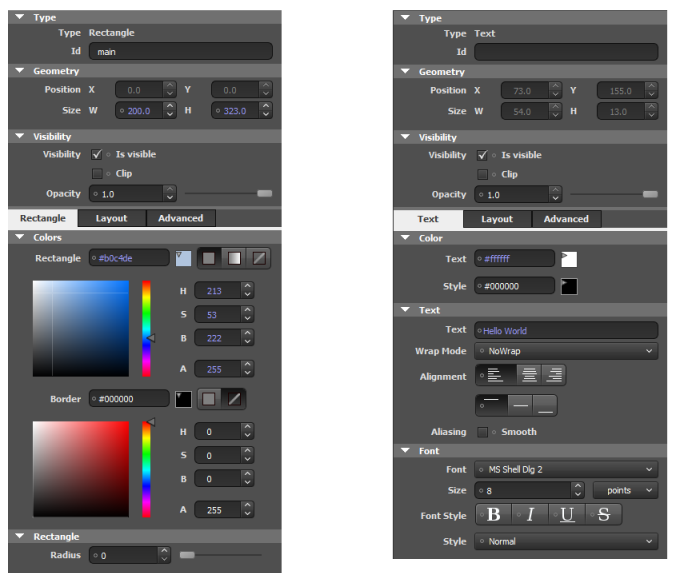 Type
Type Rectangle
Id main
Geometry
Position X 0.0 Y 0.0
Size W 200.0 H 323.0
Visibility
Visibility Is visible
Clip
Opacity 1.0
Rectangle Layout Advanced
Colors
Rectangle #b0c4de
H 213
S 53
B 222
A 255
Border #000000
H 0
S 0
B 0
A 255
Rectangle
Radius 0
Type
Type Text
Id
Geometry
Position X 73.0 Y 155.0
Size W 54.0 H 13.0
Visibility
Visibility Is visible
Clip
Opacity 1.0
Text Layout Advanced
Color
Text #ffffff
Style #000000
Text
Text Hello World
Wrap Mode NoWrap
Alignment
Aliasing Smooth
Font
Font MS Shell Dlg 2
Size 8 points
Font Style B I U S
Style Normal